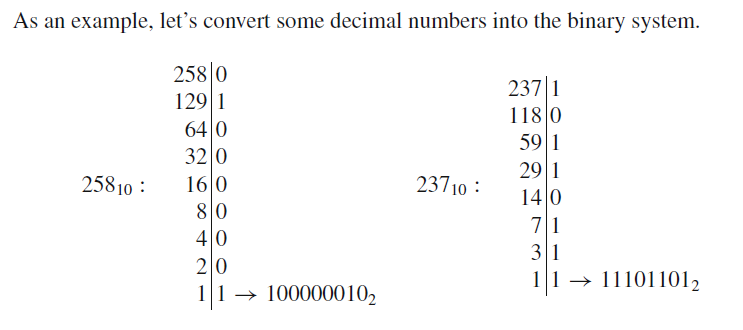 As an example, let's convert some decimal numbers into the binary system.
258|0
129|1
64|0
32|0
258₁₀ : 16|0
8|0
4|0
2|0
1|1 → 100000010₂
237|1
118|0
59|1
29|1
237₁₀ : 14|0
7|1
3|1
1|1 → 11101101₂